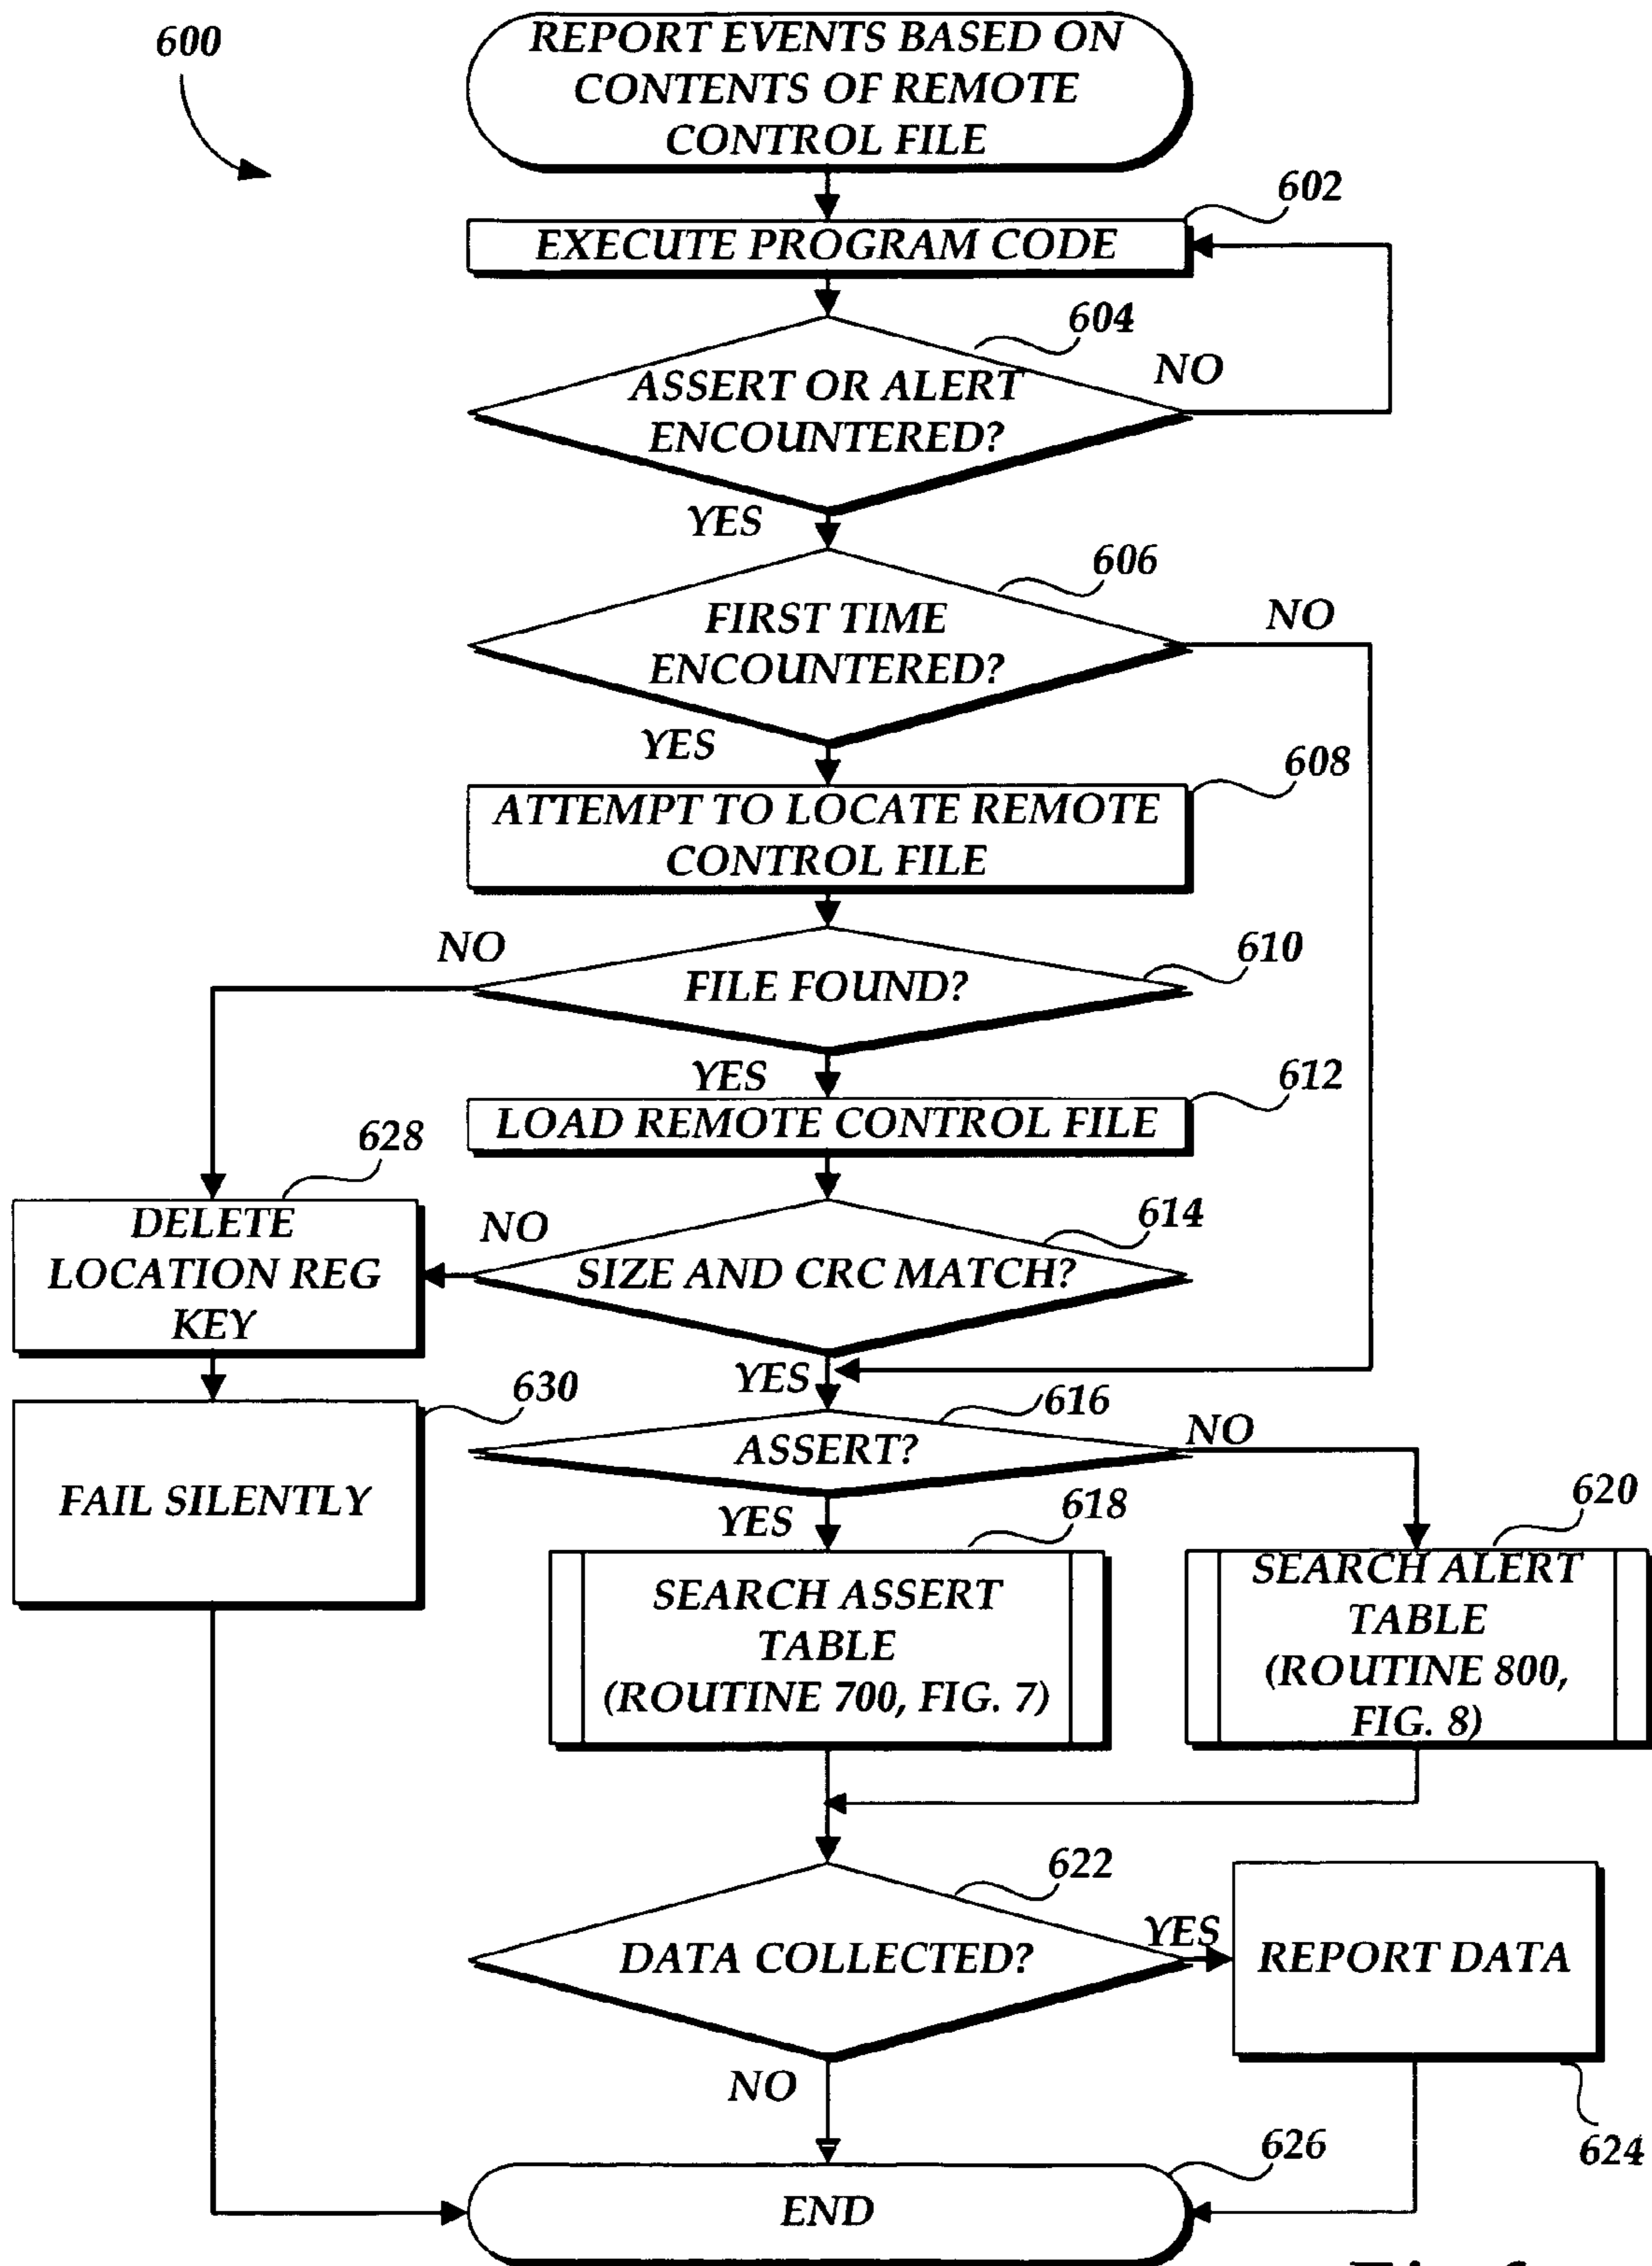 600
REPORT EVENTS BASED ON
CONTENTS OF REMOTE
CONTROL FILE
602
EXECUTE PROGRAM CODE
604
NO
ASSERT OR ALERT
ENCOUNTERED?
YES
606
NO
FIRST TIME
ENCOUNTERED?
YES
608
ATTEMPT TO LOCATE REMOTE
CONTROL FILE
NO
610
FILE FOUND?
YES
612
LOAD REMOTE CONTROL FILE
628
DELETE
LOCATION REG
KEY
NO
614
SIZE AND CRC MATCH?
YES
630
FAIL SILENTLY
616
ASSERT?
NO
YES
618
SEARCH ASSERT
TABLE
(ROUTINE 700, FIG. 7)
620
SEARCH ALERT
TABLE
(ROUTINE 800,
FIG. 8)
622
DATA COLLECTED?
YES
REPORT DATA
624
NO
626
END